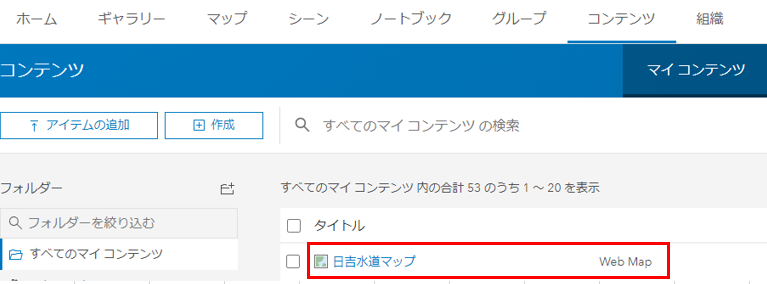 ホーム ギャラリー マップ シーン ノートブック グループ コンテンツ 組織
コンテンツ マイ コンテンツ
アイテムの追加 作成 すべてのマイ コンテンツ の検索
フォルダー すべてのマイ コンテンツ 内の合計 53 のうち 1 ～ 20 を表示
フォルダーを絞り込む タイトル
すべてのマイ コンテンツ 日吉水道マップ Web Map